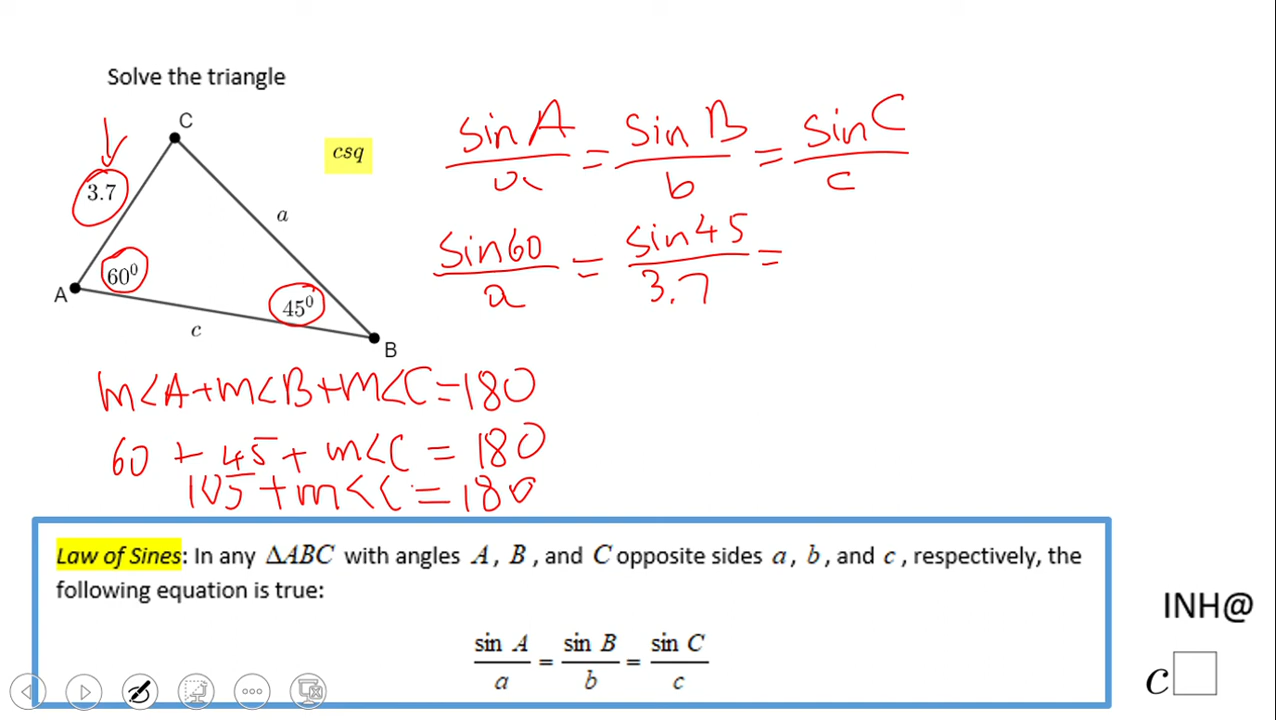 Solve the triangle
C
csq
3.7
a
60⁰
A
45⁰
c
B
sin A / a = sin B / b = sin C / c
sin 60 / a = sin 45 / 3.7 =
m<A+m<B+m<C=180
60 + 45 + m<C = 180
105 + m<C = 180
Law of Sines: In any ΔABC with angles A, B, and C opposite sides a, b, and c, respectively, the
following equation is true:
sin A / a = sin B / b = sin C / c
INH@
c